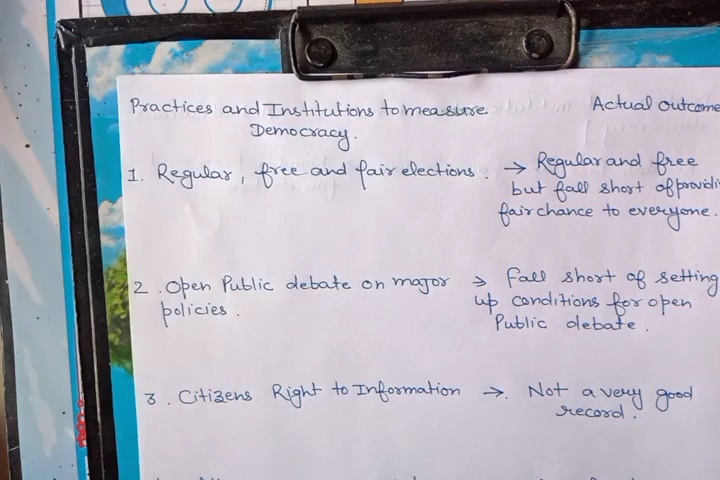 Practices and Institutions to measure Actual outcome
Democracy.
1. Regular, free and fair elections. → Regular and free
but fall short of providi
fair chance to everyone.
2. Open Public debate on major → fall short of setting
policies. up conditions for open
Public debate.
3. Citizens Right to Information → Not a very good
record.